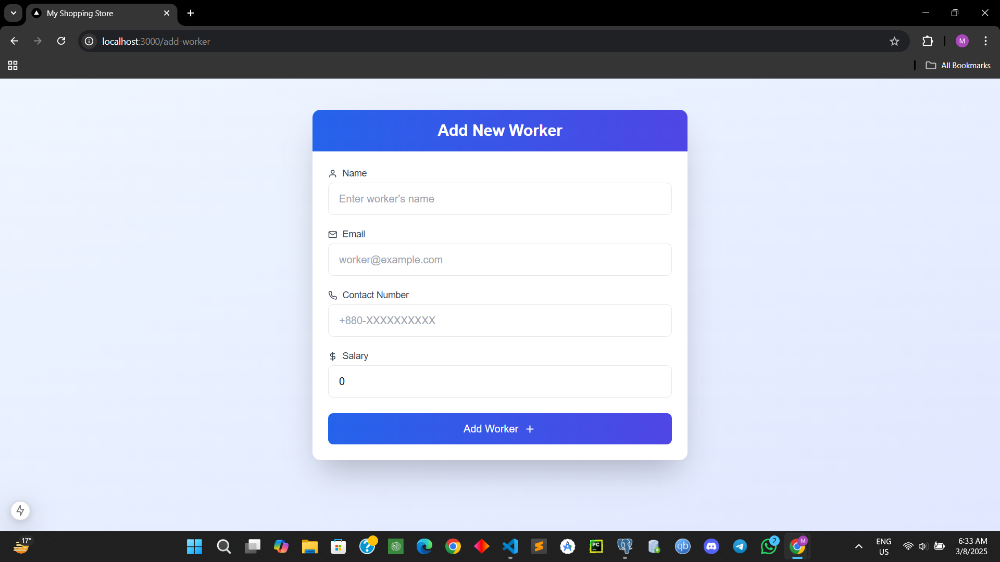 My Shopping Store
localhost:3000/add-worker
M
All Bookmarks
Add New Worker
Name
Enter worker's name
Email
worker@example.com
Contact Number
+880-XXXXXXXXXX
Salary
0
Add Worker +
17°
PC
qb
2
M
ENG
US
6:33 AM
3/8/2025